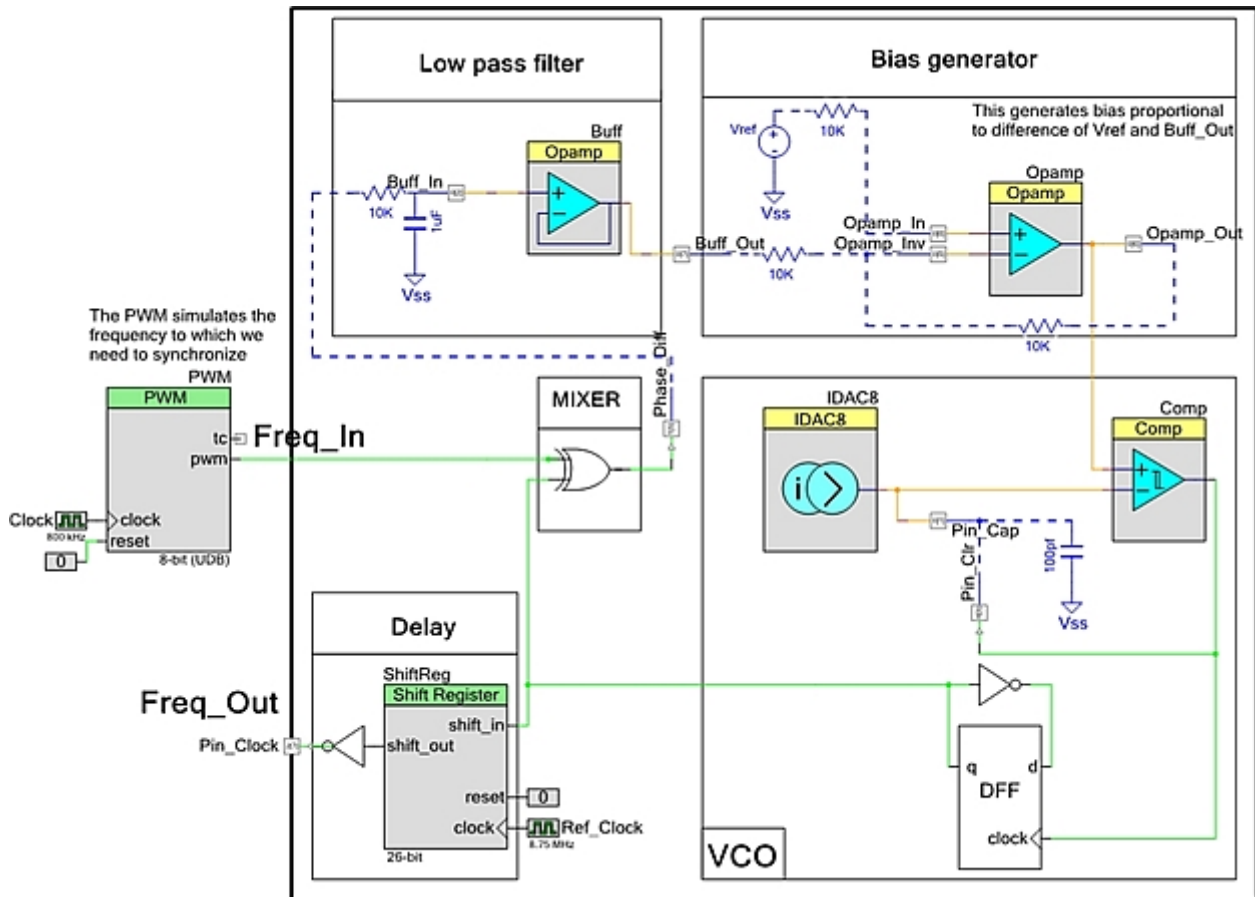 Low pass filter
Buff
Opamp
Buff_In
10K
1uF
Vss
Buff_Out
Bias generator
This generates bias proportional
to difference of Vref and Buff_Out
Vref
10K
Vss
Opamp
Opamp
Opamp_In
Opamp_Inv
Opamp_Out
10K
10K
The PWM simulates the
frequency to which we
need to synchronize
PWM
PWM
tc
pwm
Freq_In
Clock
800 kHz
clock
reset
0
8-bit (UDB)
MIXER
Phase_Diff
IDAC8
IDAC8
i
Comp
Comp
Pin_Cap
Pin_Clr
100pf
Vss
q
d
DFF
clock
VCO
Delay
ShiftReg
Shift Register
shift_in
shift_out
reset
0
clock
Ref_Clock
8.75 MHz
26-bit
Freq_Out
Pin_Clock